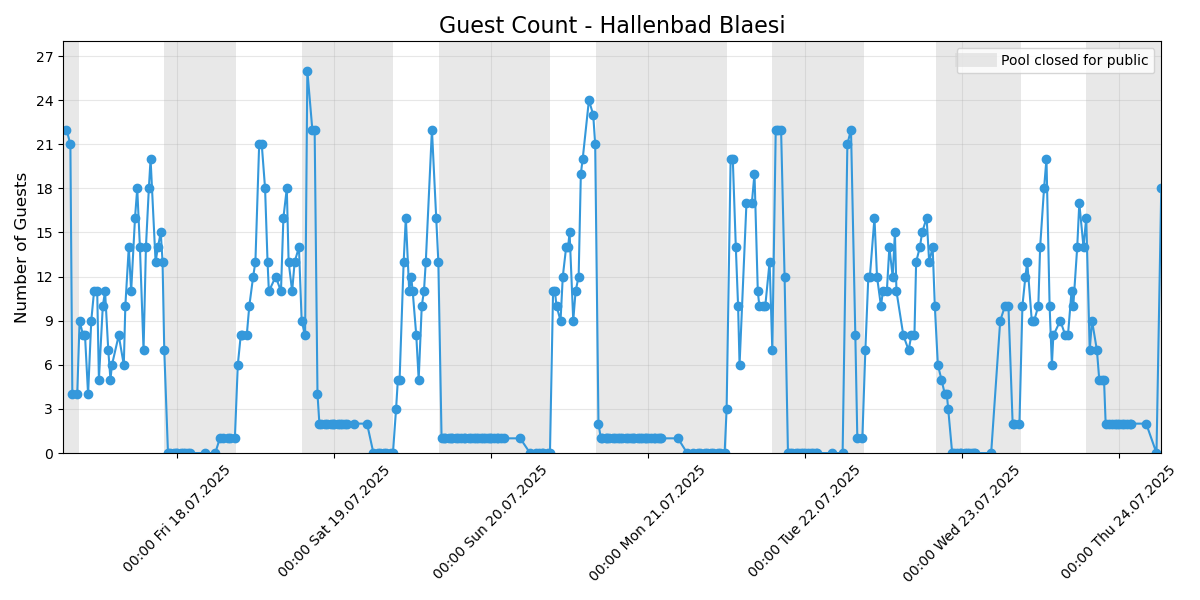 Guest Count - Hallenbad Blaesi
Pool closed for public
Number of Guests
27
24
21
18
15
12
9
6
3
0
00:00 Fri 18.07.2025
00:00 Sat 19.07.2025
00:00 Sun 20.07.2025
00:00 Mon 21.07.2025
00:00 Tue 22.07.2025
00:00 Wed 23.07.2025
00:00 Thu 24.07.2025